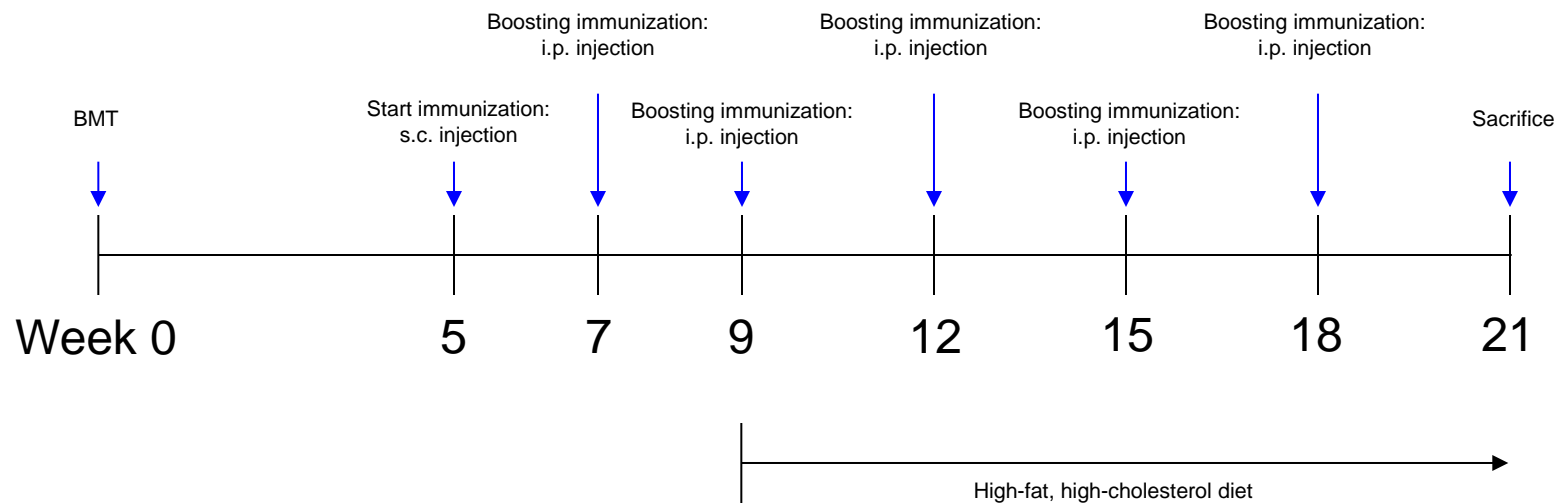 BMT
Start immunization:
s.c. injection
Boosting immunization:
i.p. injection
Boosting immunization:
i.p. injection
Boosting immunization:
i.p. injection
Boosting immunization:
i.p. injection
Boosting immunization:
i.p. injection
Sacrifice
Week 0 5 7 9 12 15 18 21
High-fat, high-cholesterol diet